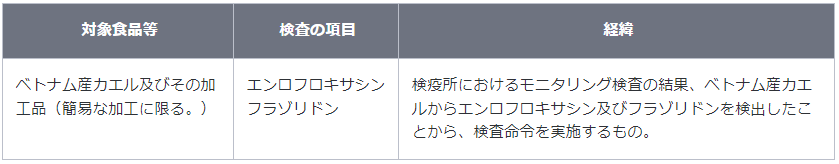 対象食品等
検査の項目
経緯
ベトナム産カエル及びその加
工品（簡易な加工に限る。）
エンロフロキサシン
フラゾリドン
検疫所におけるモニタリング検査の結果、ベトナム産カエ
ルからエンロフロキサシン及びフラゾリドンを検出したこ
とから、検査命令を実施するもの。